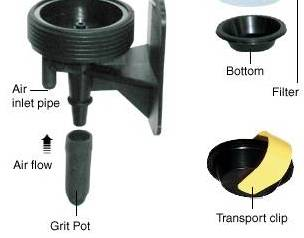 Bottom
Air
inlet pipe
Filter
Air flow
Transport clip
Grit Pot